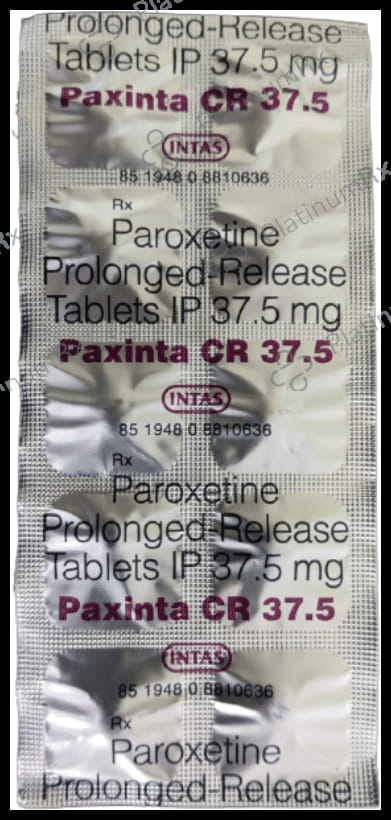 Prolonged-Release
Tablets IP 37.5 mg
Paxinta CR 37.5
INTAS
85 1948 0 8810636
Rx
Paroxetine
Prolonged-Release
Tablets IP 37.5 mg
Paxinta CR 37.5
INTAS
85 1948 0 8810636
Rx
Paroxetine
Prolonged-Release
Tablets IP 37.5 mg
Paxinta CR 37.5
INTAS
85 1948 0 8810636
Rx
Paroxetine
Prolonged-Release
PlatinumRx